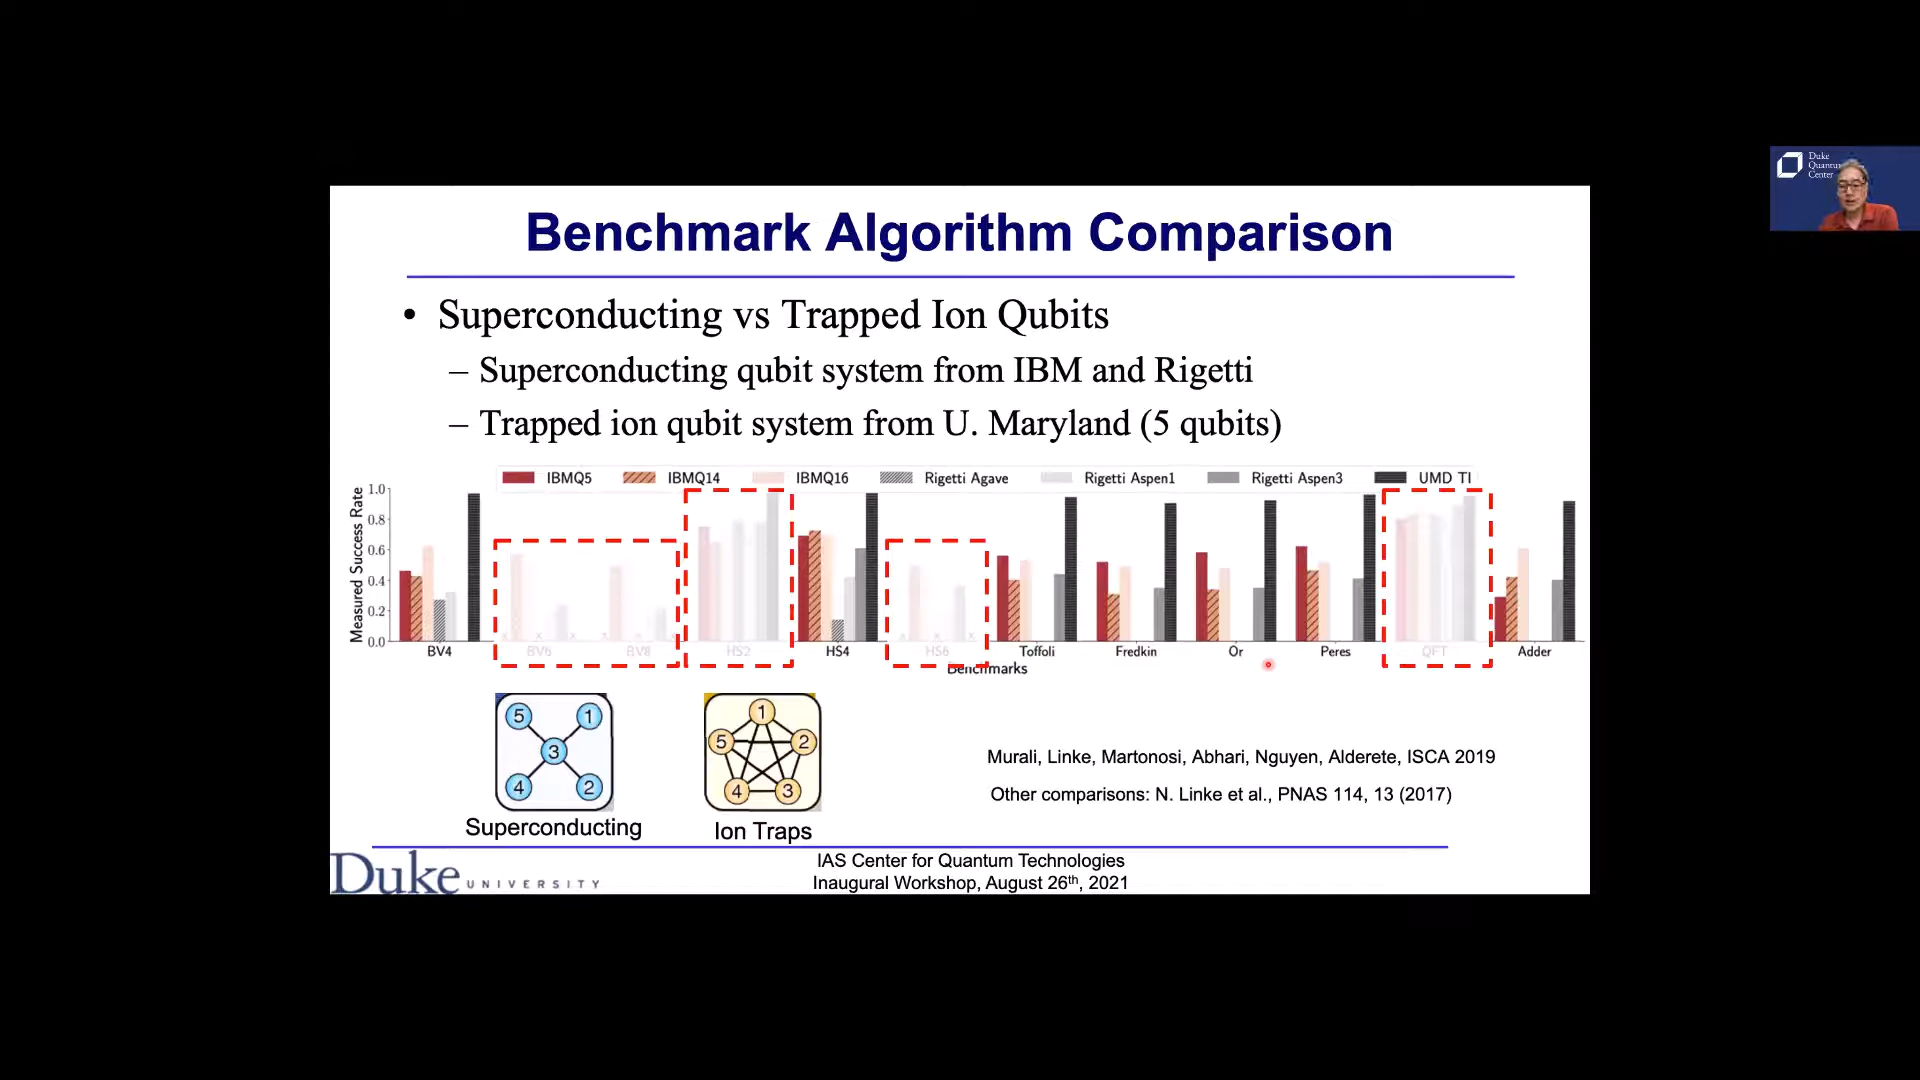 Duke
Quantum
Center
Benchmark Algorithm Comparison
• Superconducting vs Trapped Ion Qubits
– Superconducting qubit system from IBM and Rigetti
– Trapped ion qubit system from U. Maryland (5 qubits)
IBMQ5 IBMQ14 IBMQ16 Rigetti Agave Rigetti Aspen1 Rigetti Aspen3 UMD TI
Measured Success Rate
1.0
0.8
0.6
0.4
0.2
0.0
BV4 BV6 BV8 HS2 HS4 HS6 Toffoli Fredkin Or Peres QFT Adder
Benchmarks
5 1
3
4 2
Superconducting
1
5 2
4 3
Ion Traps
Murali, Linke, Martonosi, Abhari, Nguyen, Alderete, ISCA 2019
Other comparisons: N. Linke et al., PNAS 114, 13 (2017)
Duke UNIVERSITY
IAS Center for Quantum Technologies
Inaugural Workshop, August 26th, 2021